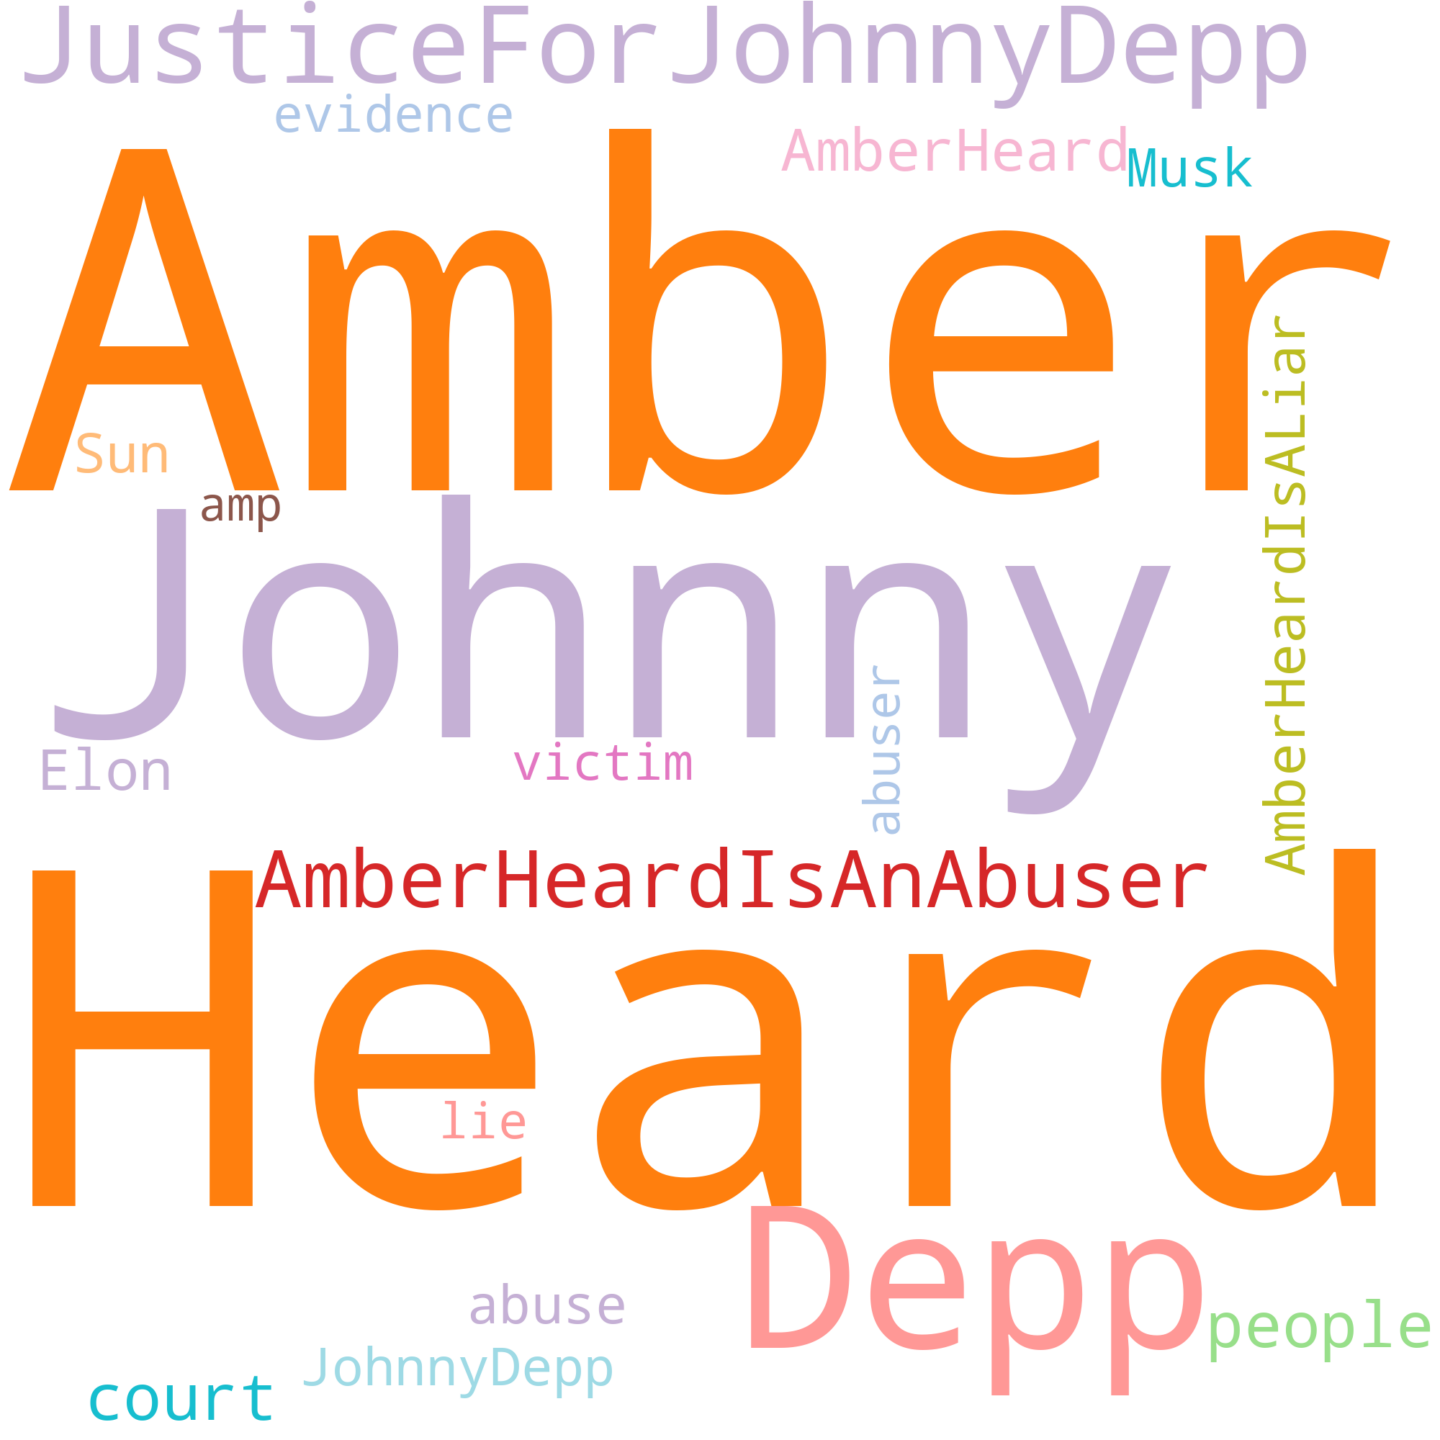 JusticeForJohnnyDepp
evidence
AmberHeard
Musk
Amber
AmberHeardIsALiar
Sun
amp
Johnny
abuser
Elon
victim
AmberHeardIsAnAbuser
Heard
lie
Depp
abuse
people
JohnnyDepp
court